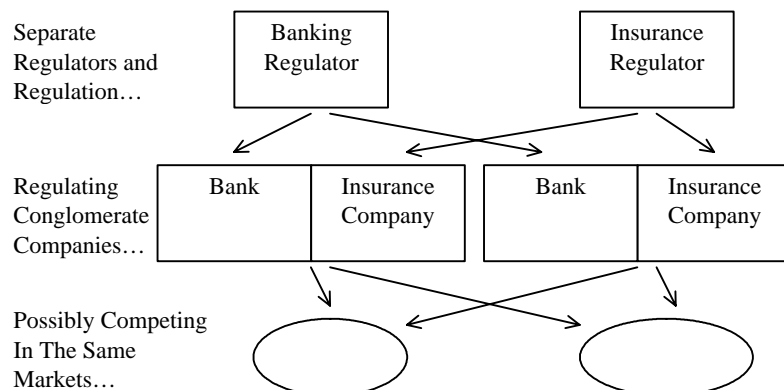 Separate
Regulators and
Regulation…
Banking
Regulator
Insurance
Regulator
Regulating
Conglomerate
Companies…
Bank
Insurance
Company
Bank
Insurance
Company
Possibly Competing
In The Same
Markets…